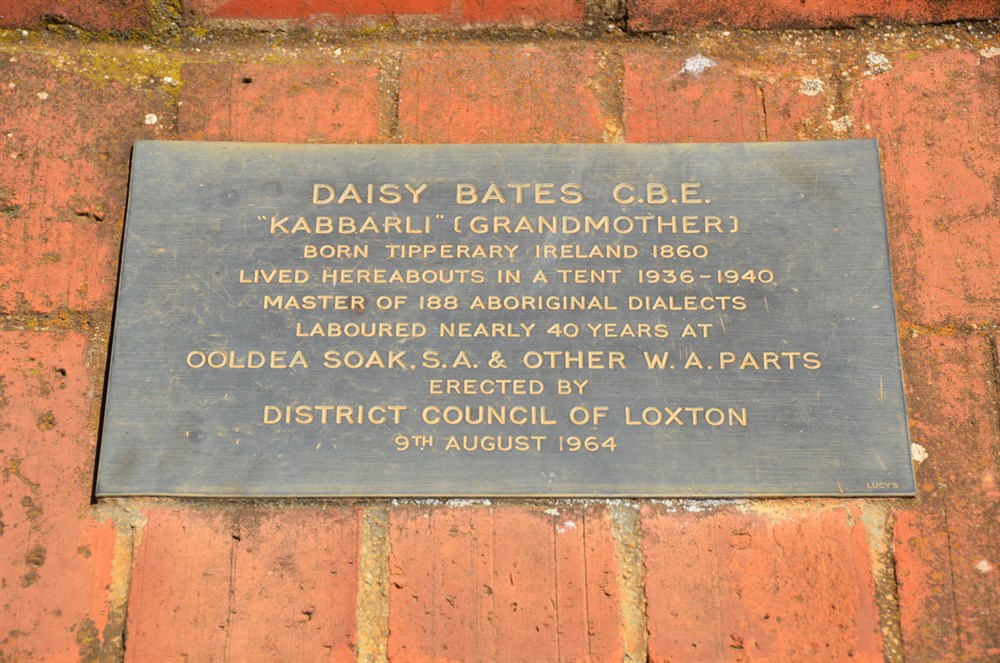 DAISY BATES C.B.E.
"KABBARLI" (GRANDMOTHER)
BORN TIPPERARY IRELAND 1860
LIVED HEREABOUTS IN A TENT 1936-1940
MASTER OF 188 ABORIGINAL DIALECTS
LABOURED NEARLY 40 YEARS AT
OOLDEA SOAK, S.A. & OTHER W.A. PARTS
ERECTED BY
DISTRICT COUNCIL OF LOXTON
9TH AUGUST 1964
LUCY'S